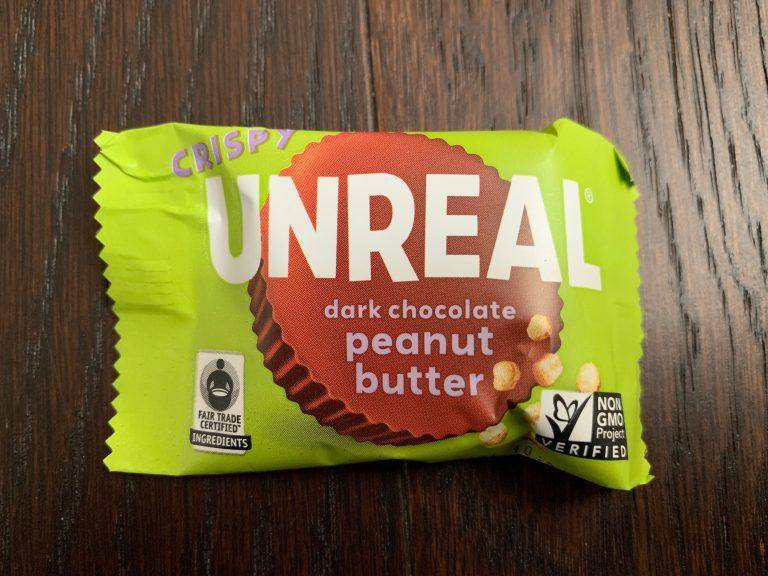 CRISPY
UNREAL®
dark chocolate
peanut
butter
FAIR TRADE
CERTIFIED™
INGREDIENTS
NON
GMO
Project
VERIFIED